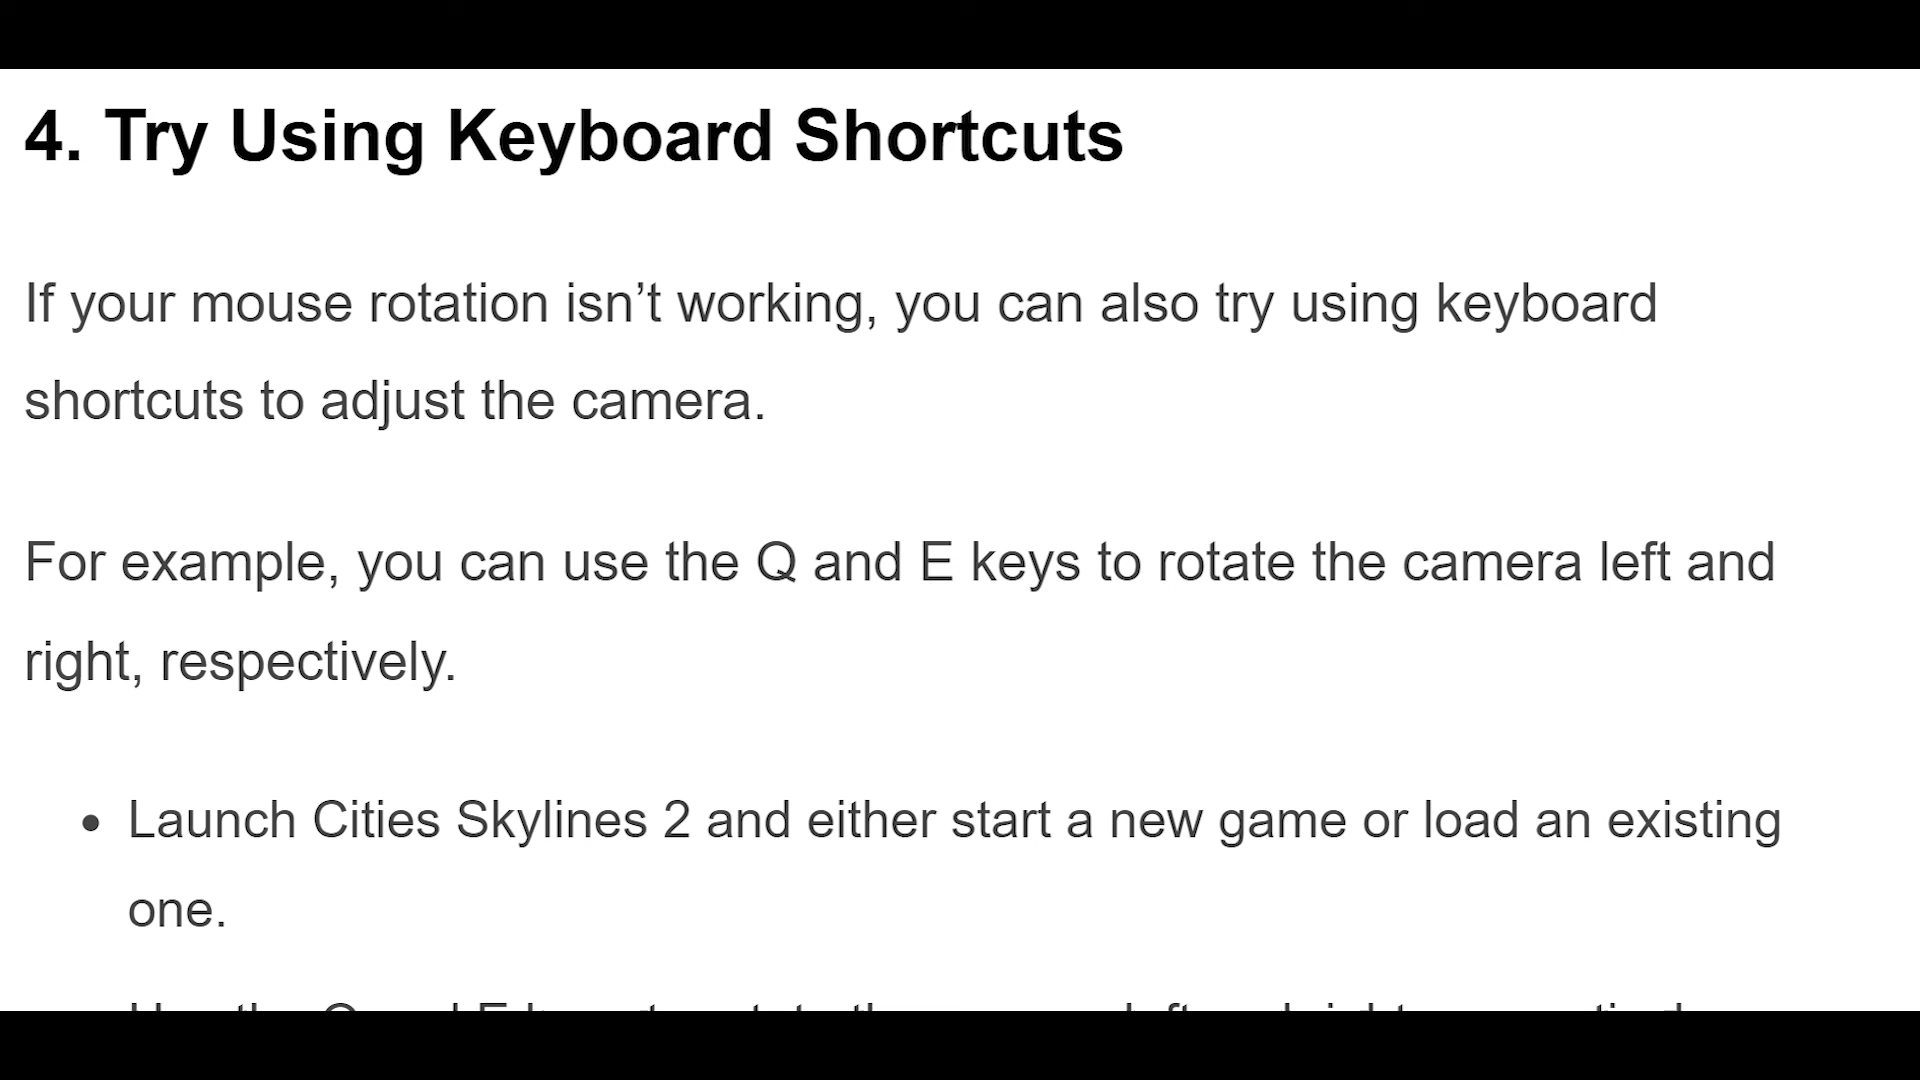 4. Try Using Keyboard Shortcuts
If your mouse rotation isn’t working, you can also try using keyboard
shortcuts to adjust the camera.
For example, you can use the Q and E keys to rotate the camera left and
right, respectively.
• Launch Cities Skylines 2 and either start a new game or load an existing
one.